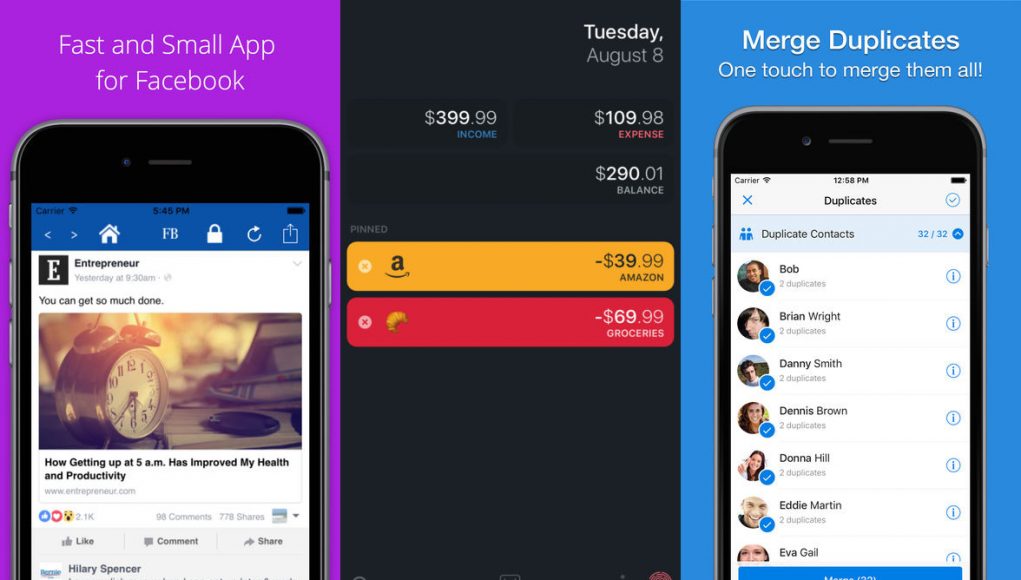 Fast and Small App
for Facebook
Carrier
5:45 PM
< > FB
E
Entrepreneur
Yesterday at 9:30am ·
You can get so much done.
How Getting up at 5 a.m. Has Improved My Health
and Productivity
www.entrepreneur.com
2.1K
98 Comments 778 Shares
Like Comment Share
Bernie
Hilary Spencer
Tuesday,
August 8
$399.99
INCOME
$109.98
EXPENSE
$290.01
BALANCE
PINNED
a
-$39.99
AMAZON
-$69.99
GROCERIES
Merge Duplicates
One touch to merge them all!
Carrier
12:58 PM
Duplicates
Duplicate Contacts 32 / 32
Bob
2 duplicates
Brian Wright
2 duplicates
Danny Smith
2 duplicates
Dennis Brown
2 duplicates
Donna Hill
2 duplicates
Eddie Martin
2 duplicates
Eva Gail
Merge (32)